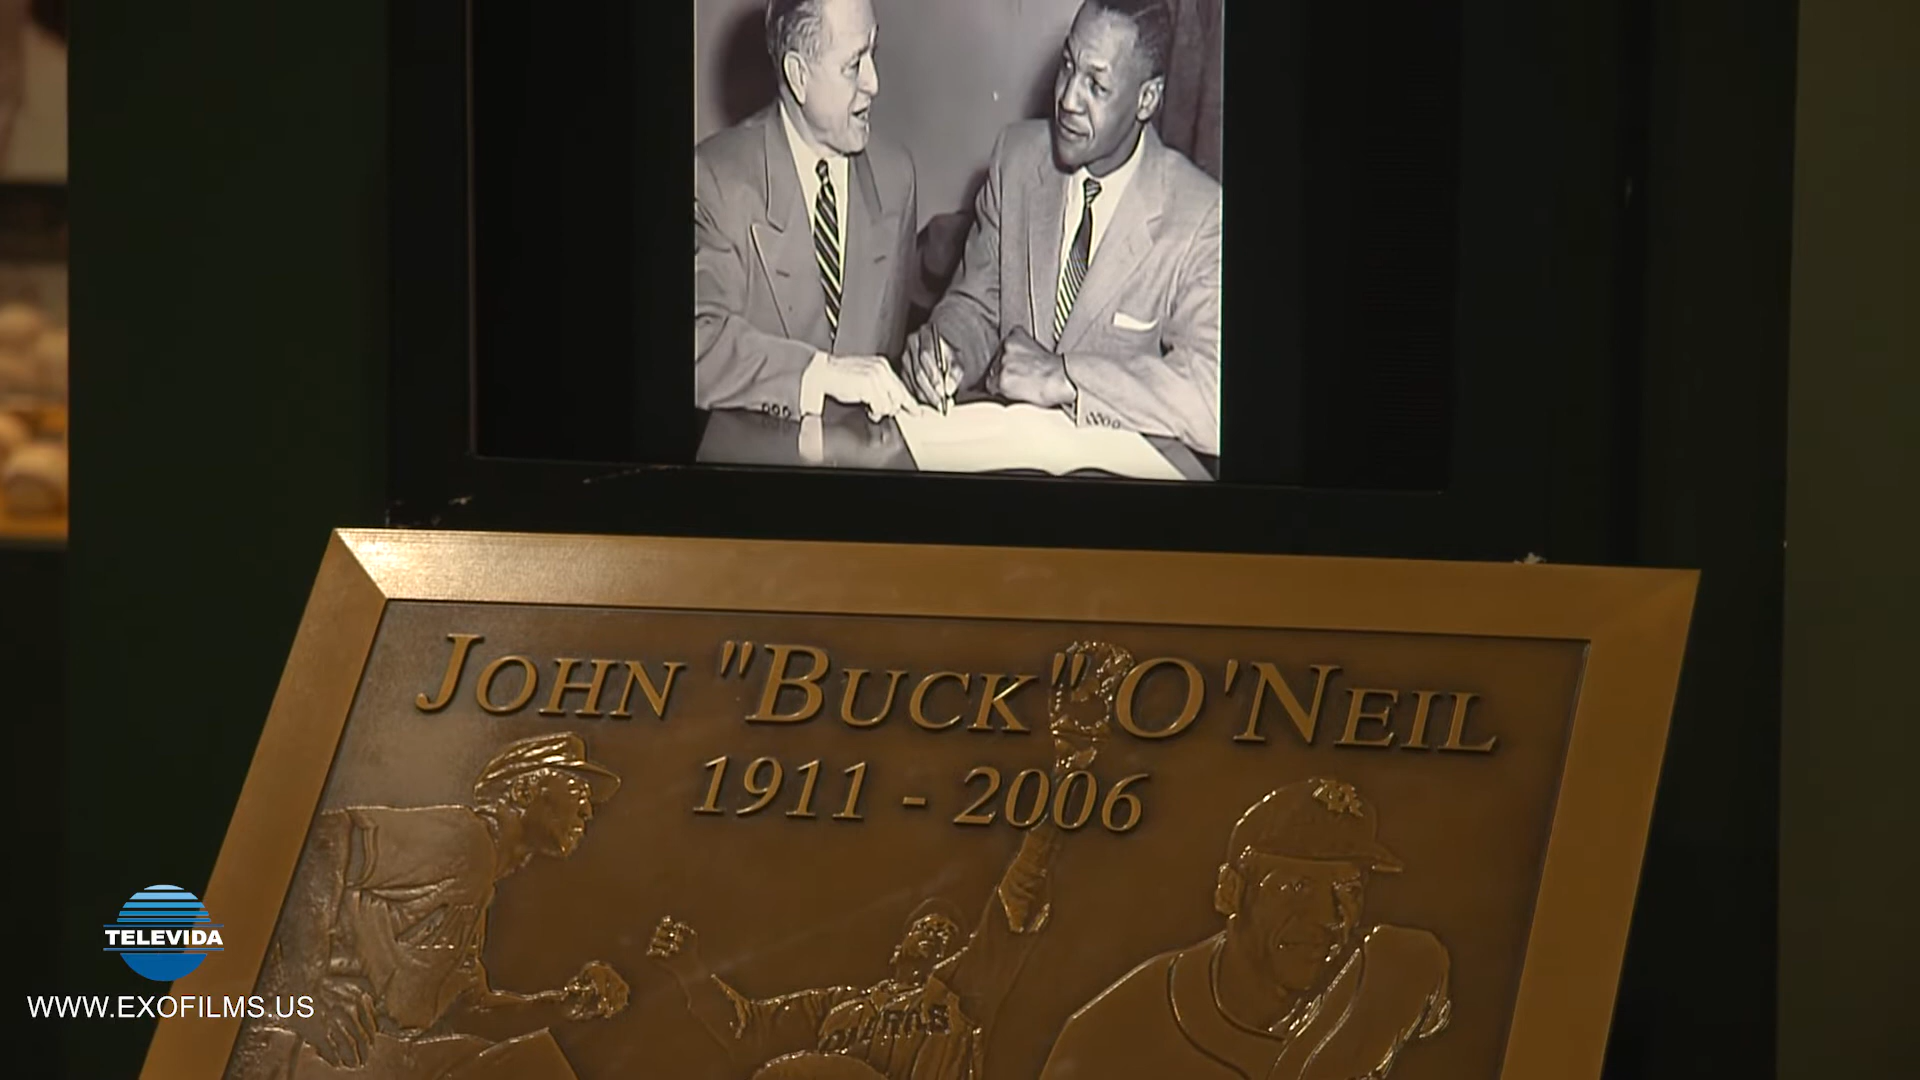 JOHN "BUCK" O'NEIL
1911 - 2006
TELEVIDA
WWW.EXOFILMS.US